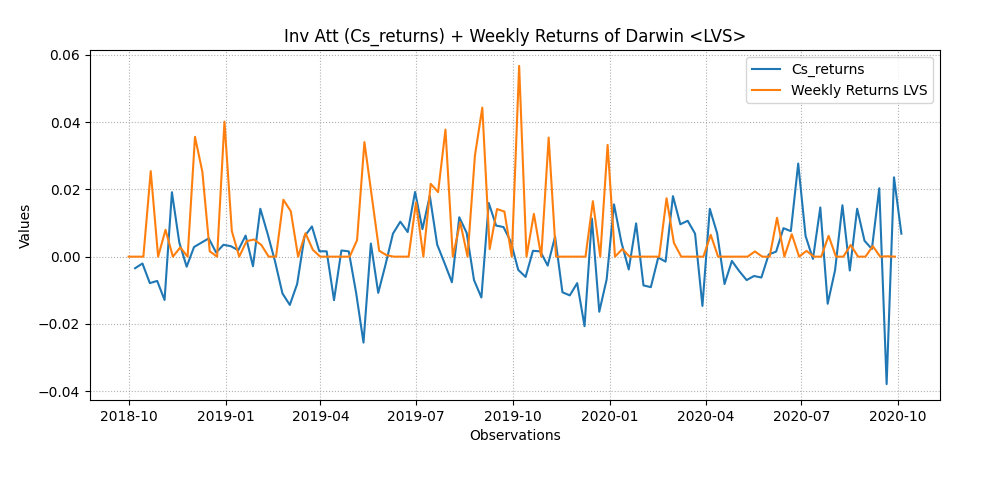 Inv Att (Cs_returns) + Weekly Returns of Darwin <LVS>
Cs_returns
Weekly Returns LVS
Values
0.06
0.04
0.02
0.00
−0.02
−0.04
2018-10 2019-01 2019-04 2019-07 2019-10 2020-01 2020-04 2020-07 2020-10
Observations